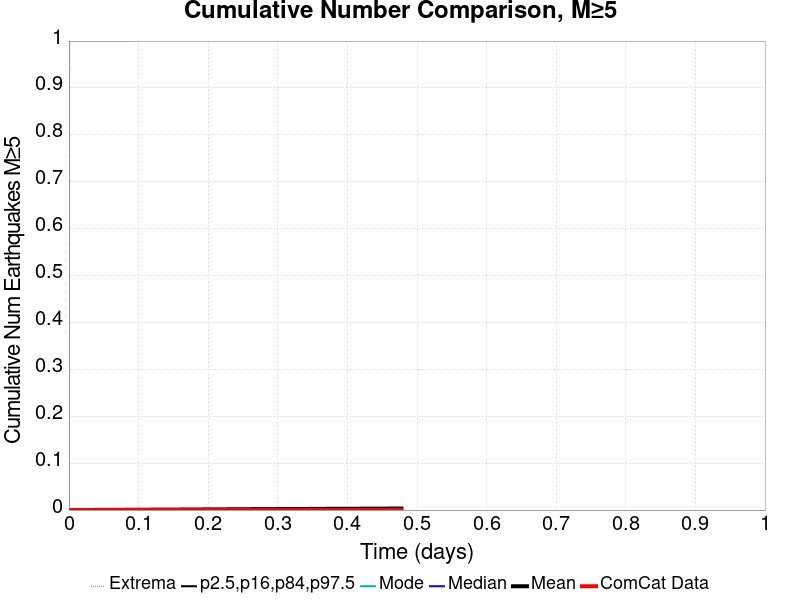 Cumulative Number Comparison, M≥5
Cumulative Num Earthquakes M≥5
1
0.9
0.8
0.7
0.6
0.5
0.4
0.3
0.2
0.1
0
0 0.1 0.2 0.3 0.4 0.5 0.6 0.7 0.8 0.9 1
Time (days)
Extrema p2.5,p16,p84,p97.5 Mode Median Mean ComCat Data